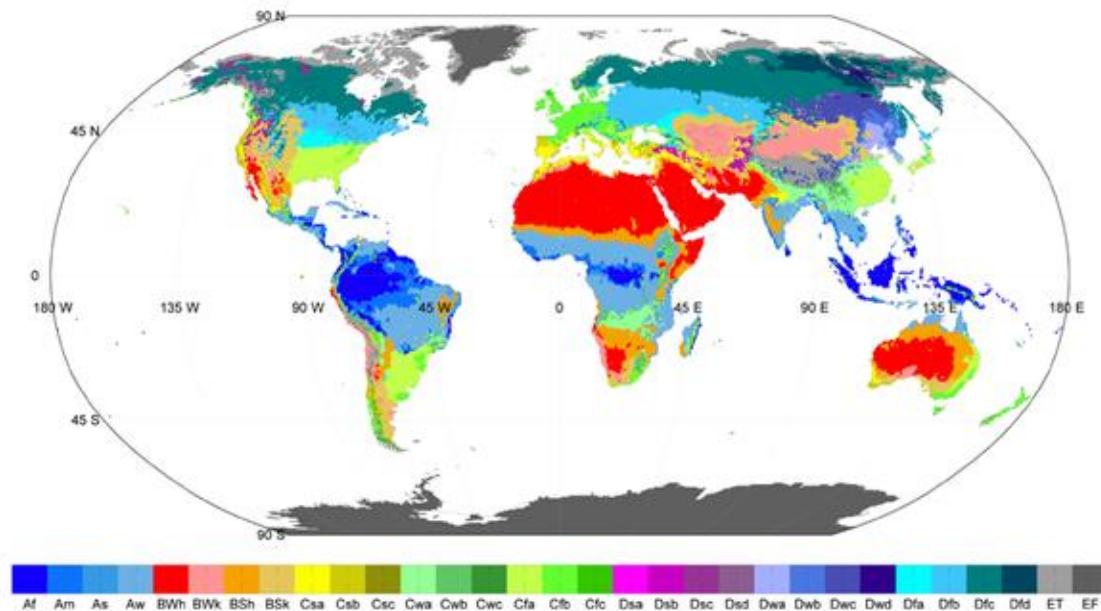 90 N
45 N
0
180 W 135 W 90 W 45 W 0 45 E 90 E 135 E 180 E
45 S
90 S
Af Am As Aw BWh BWk BSh BSk Csa Csb Csc Cwa Cwb Cwc Cfa Cfb Cfc Dsa Dsb Dsc Dsd Dwa Dwb Dwc Dwd Dfa Dfb Dfc Dfd ET EF